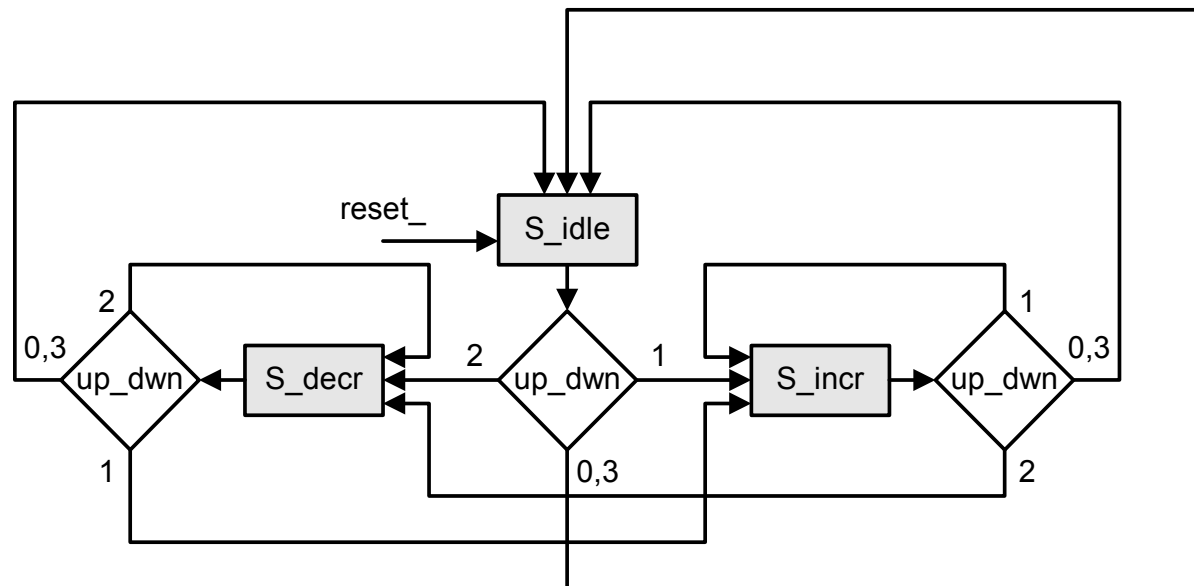 reset_
S_idle
2
1
0,3
0,3
up_dwn
S_decr
2
up_dwn
1
S_incr
up_dwn
1
0,3
2